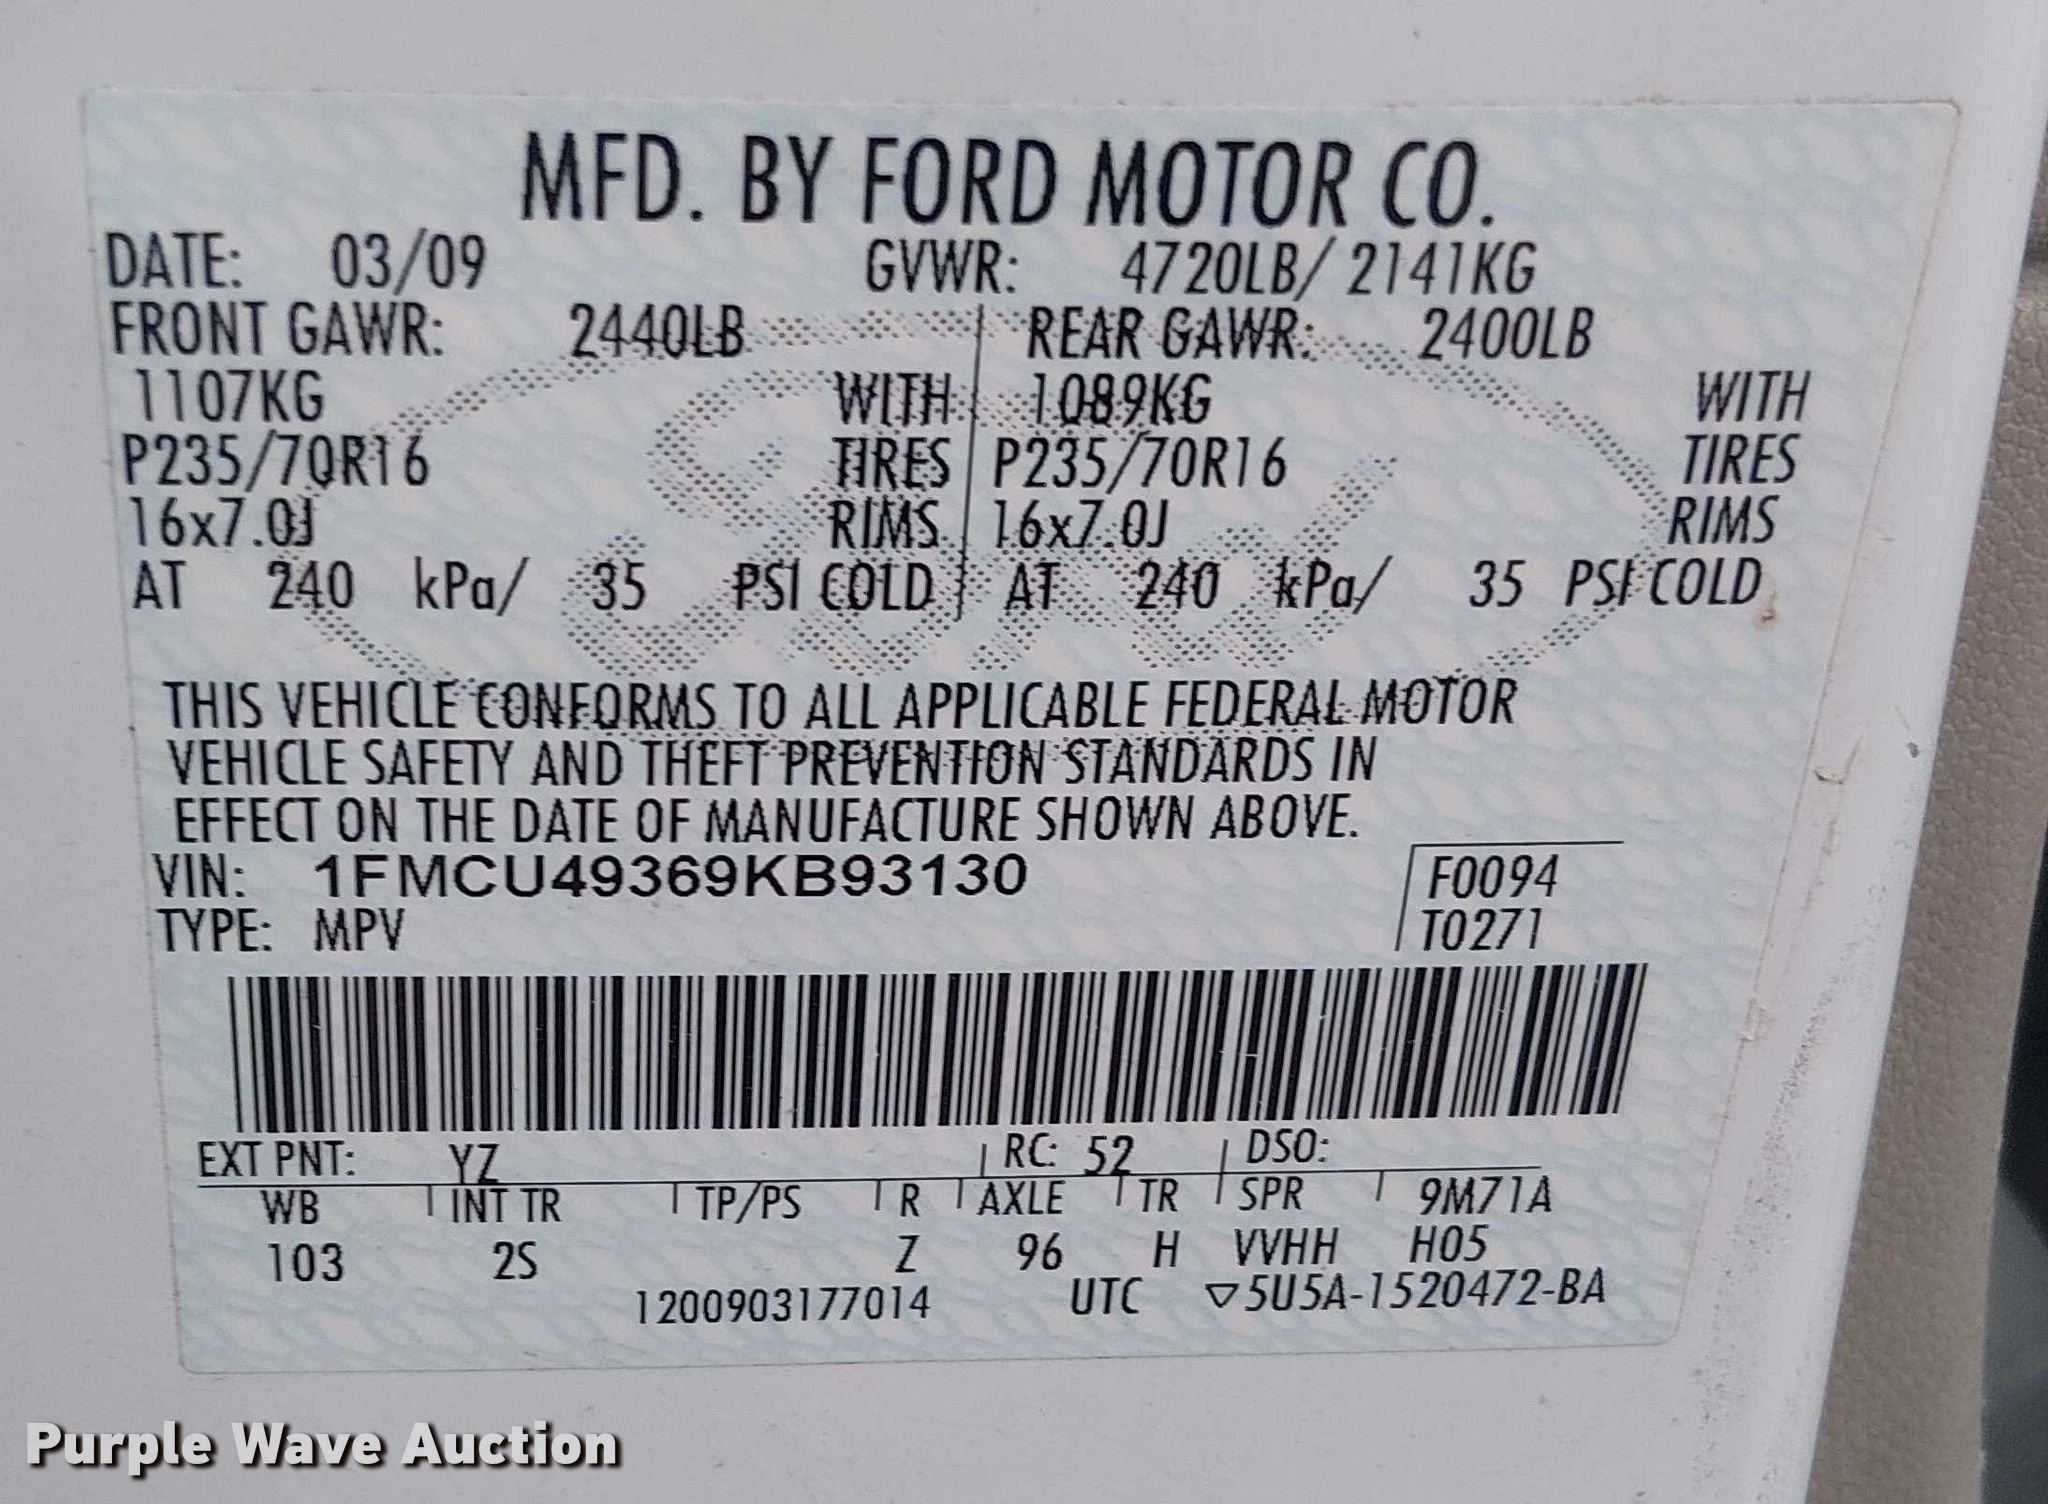 MFD. BY FORD MOTOR CO.
DATE: 03/09 GVWR: 4720LB/ 2141KG
FRONT GAWR: 2440LB REAR GAWR: 2400LB
1107KG WITH 1089KG WITH
P235/70R16 TIRES P235/70R16 TIRES
16x7.0J RIMS 16x7.0J RIMS
AT 240 kPa/ 35 PSI COLD AT 240 kPa/ 35 PSI COLD
THIS VEHICLE CONFORMS TO ALL APPLICABLE FEDERAL MOTOR
VEHICLE SAFETY AND THEFT PREVENTION STANDARDS IN
EFFECT ON THE DATE OF MANUFACTURE SHOWN ABOVE.
VIN: 1FMCU49369KB93130 F0094
TYPE: MPV T0271
EXT PNT: YZ RC: 52 DSO:
WB INT TR TP/PS R AXLE TR SPR 9M71A
103 2S Z 96 H VVHH H05
1200903177014 UTC ▽5U5A-1520472-BA
Purple Wave Auction